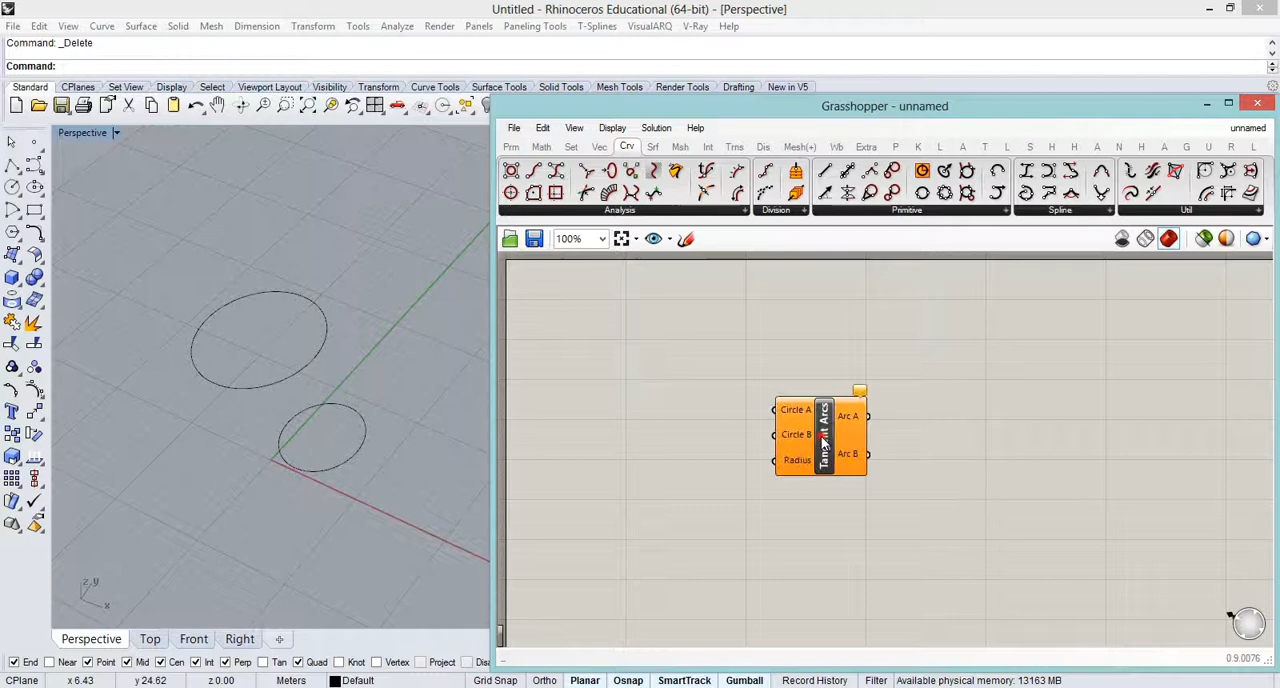 Untitled - Rhinoceros Educational (64-bit) - [Perspective]
File Edit View Curve Surface Solid Mesh Dimension Transform Tools Analyze Render Panels Paneling Tools T-Splines VisualARQ V-Ray Help
Command: _Delete
Command:
Standard CPlanes Set View Display Select Viewport Layout Visibility Transform Curve Tools Surface Tools Solid Tools Mesh Tools Render Tools Drafting New in V5
Grasshopper - unnamed
Perspective
File Edit View Display Solution Help unnamed
Prm Math Set Vec Crv Srf Msh Int Trns Dis Mesh(+) Wb Extra P K K M L A T L S H S H A N H A N U R L
Analysis Division Primitive Spline Util
100%
Circle A
Circle B
Radius
Tangent Arcs
Arc A
Arc B
z.y
x
Perspective Top Front Right
0.9.0076
End Near Point Mid Cen Int Perp Tan Quad Knot Vertex Project
CPlane x 6.43 y 24.62 z 0.00 Meters Default Grid Snap Ortho Planar Osnap SmartTrack Gumball Record History Filter Available physical memory: 13163 MB